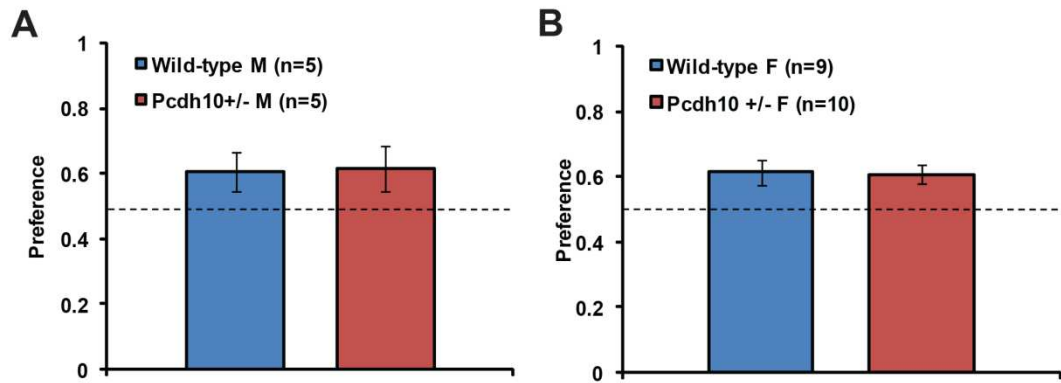 A
1
0.8
0.6
0.4
0.2
0
Preference
Wild-type M (n=5)
Pcdh10+/- M (n=5)
B
1
0.8
0.6
0.4
0.2
0
Preference
Wild-type F (n=9)
Pcdh10 +/- F (n=10)